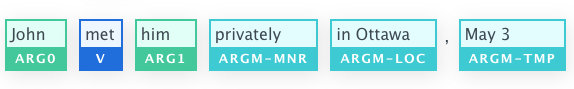 John met him privately in Ottawa , May 3
ARG0 V ARG1 ARGM-MNR ARGM-LOC ARGM-TMP